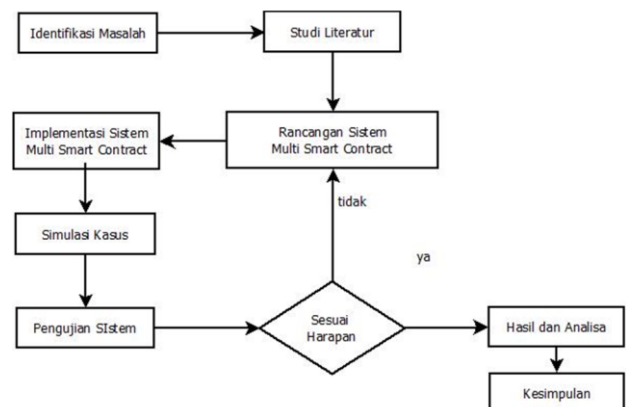 Identifikasi Masalah
Studi Literatur
Rancangan Sistem
Multi Smart Contract
Implementasi Sistem
Multi Smart Contract
Simulasi Kasus
Pengujian SIstem
Sesuai
Harapan
tidak
ya
Hasil dan Analisa
Kesimpulan